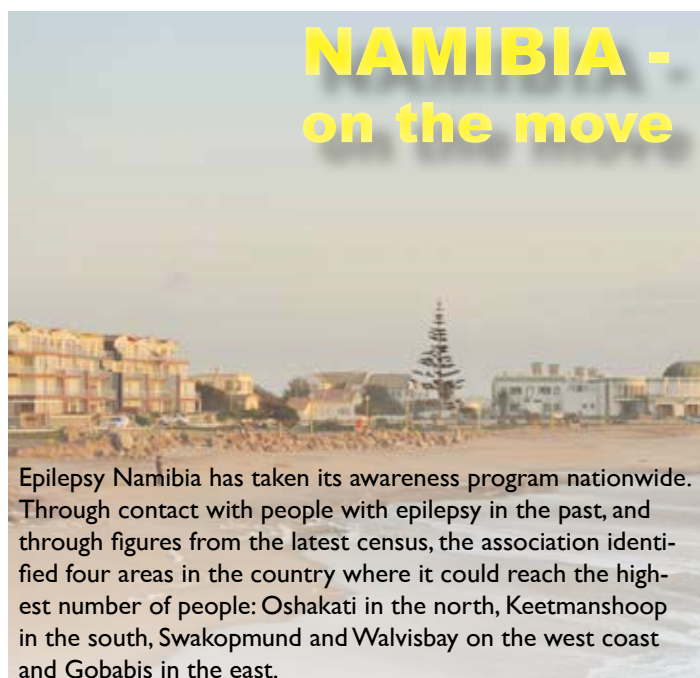 NAMIBIA -
on the move
Epilepsy Namibia has taken its awareness program nationwide.
Through contact with people with epilepsy in the past, and
through figures from the latest census, the association identi-
fied four areas in the country where it could reach the high-
est number of people: Oshakati in the north, Keetmanshoop
in the south, Swakopmund and Walvisbay on the west coast
and Gobabis in the east.